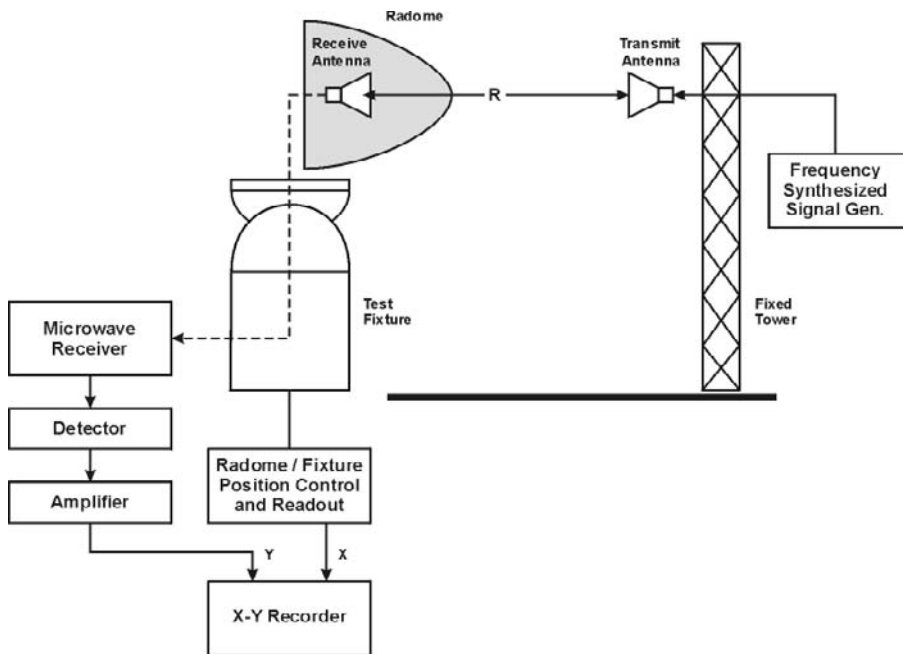 Radome
Receive
Antenna
Transmit
Antenna
R
Frequency
Synthesized
Signal Gen.
Test
Fixture
Fixed
Tower
Microwave
Receiver
Detector
Radome / Fixture
Position Control
and Readout
Amplifier
Y
X
X-Y Recorder